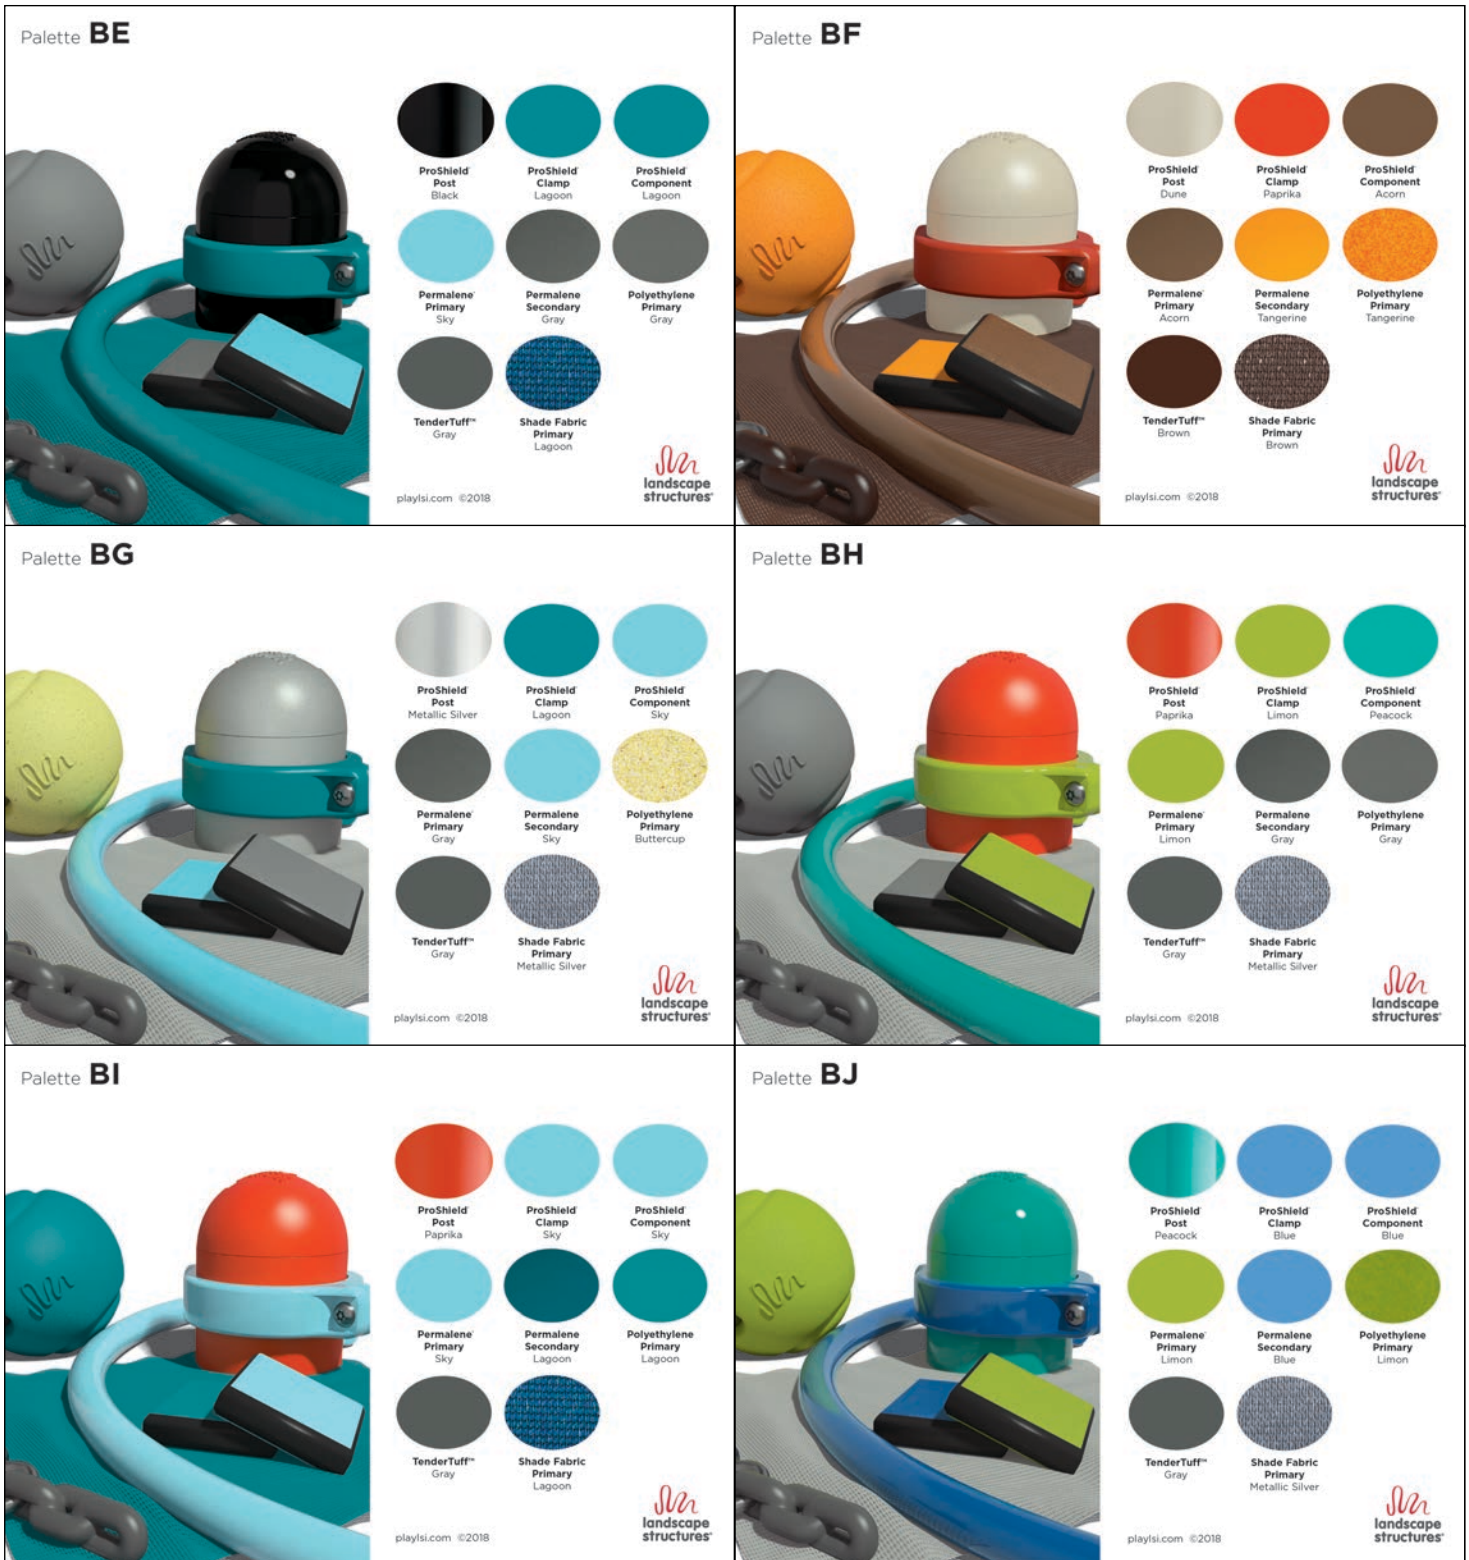 Palette BE
ProShield® ProShield® ProShield®
Post Clamp Component
Black Lagoon Lagoon
Permalene® Permalene Polyethylene
Primary Secondary Primary
Sky Gray Gray
TenderTuff™ Shade Fabric
Gray Primary
Lagoon
playlsi.com ©2018
landscape
structures®
Palette BF
ProShield® ProShield® ProShield®
Post Clamp Component
Dune Paprika Acorn
Permalene® Permalene Polyethylene
Primary Secondary Primary
Acorn Tangerine Tangerine
TenderTuff™ Shade Fabric
Brown Primary
Brown
playlsi.com ©2018
landscape
structures®
Palette BG
ProShield® ProShield® ProShield®
Post Clamp Component
Metallic Silver Lagoon Sky
Permalene® Permalene Polyethylene
Primary Secondary Primary
Gray Sky Buttercup
TenderTuff™ Shade Fabric
Gray Primary
Metallic Silver
playlsi.com ©2018
landscape
structures®
Palette BH
ProShield® ProShield® ProShield®
Post Clamp Component
Paprika Limon Peacock
Permalene® Permalene Polyethylene
Primary Secondary Primary
Limon Gray Gray
TenderTuff™ Shade Fabric
Gray Primary
Metallic Silver
playlsi.com ©2018
landscape
structures®
Palette BI
ProShield® ProShield® ProShield®
Post Clamp Component
Paprika Sky Sky
Permalene® Permalene Polyethylene
Primary Secondary Primary
Sky Lagoon Lagoon
TenderTuff™ Shade Fabric
Gray Primary
Lagoon
playlsi.com ©2018
landscape
structures®
Palette BJ
ProShield® ProShield® ProShield®
Post Clamp Component
Peacock Blue Blue
Permalene® Permalene Polyethylene
Primary Secondary Primary
Limon Blue Limon
TenderTuff™ Shade Fabric
Gray Primary
Metallic Silver
playlsi.com ©2018
landscape
structures®